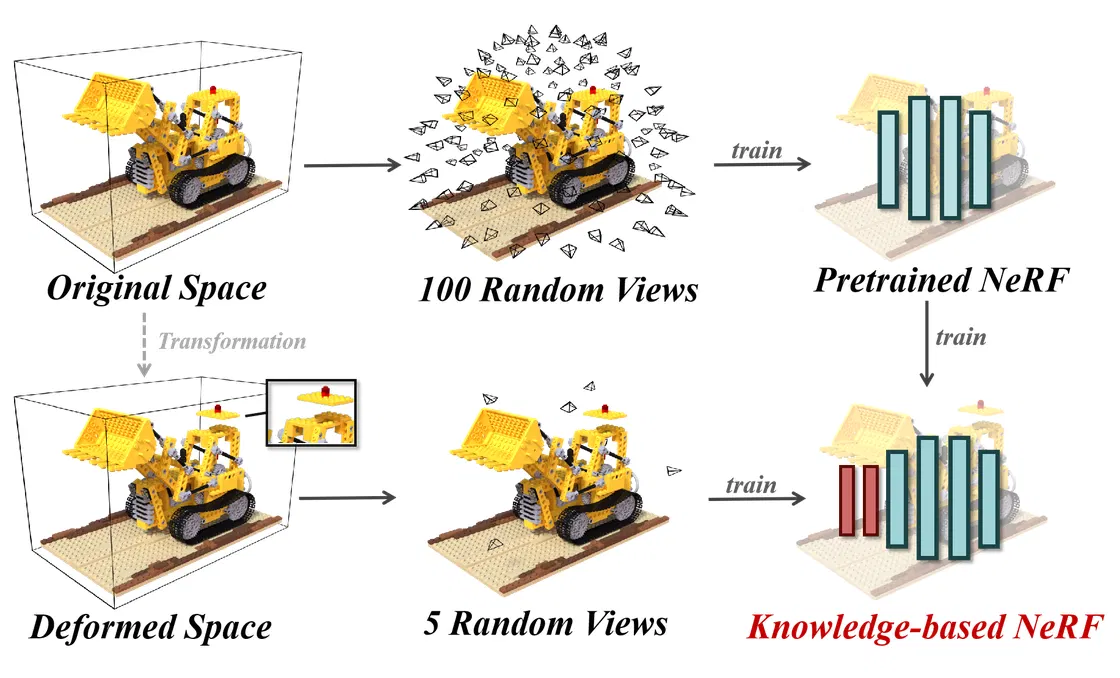 train
Original Space
100 Random Views
Pretrained NeRF
Transformation
train
train
Deformed Space
5 Random Views
Knowledge-based NeRF